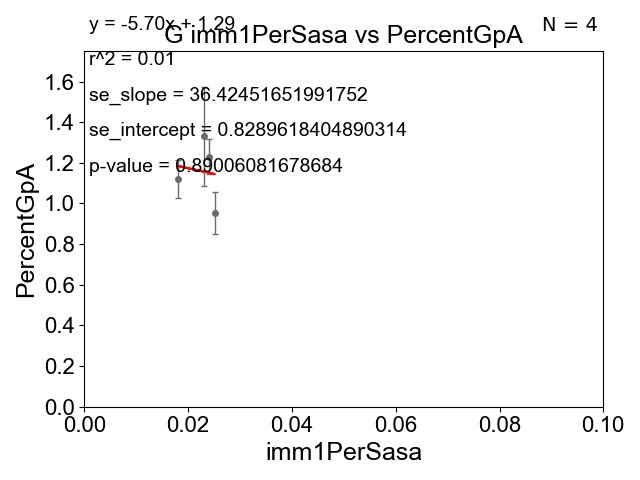 y = -5.70x + 1.29
N = 4
G imm1PerSasa vs PercentGpA
r^2 = 0.01
se_slope = 36.42451651991752
se_intercept = 0.8289618404890314
p-value = 0.89006081678684
PercentGpA
1.6
1.4
1.2
1.0
0.8
0.6
0.4
0.2
0.0
0.00 0.02 0.04 0.06 0.08 0.10
imm1PerSasa